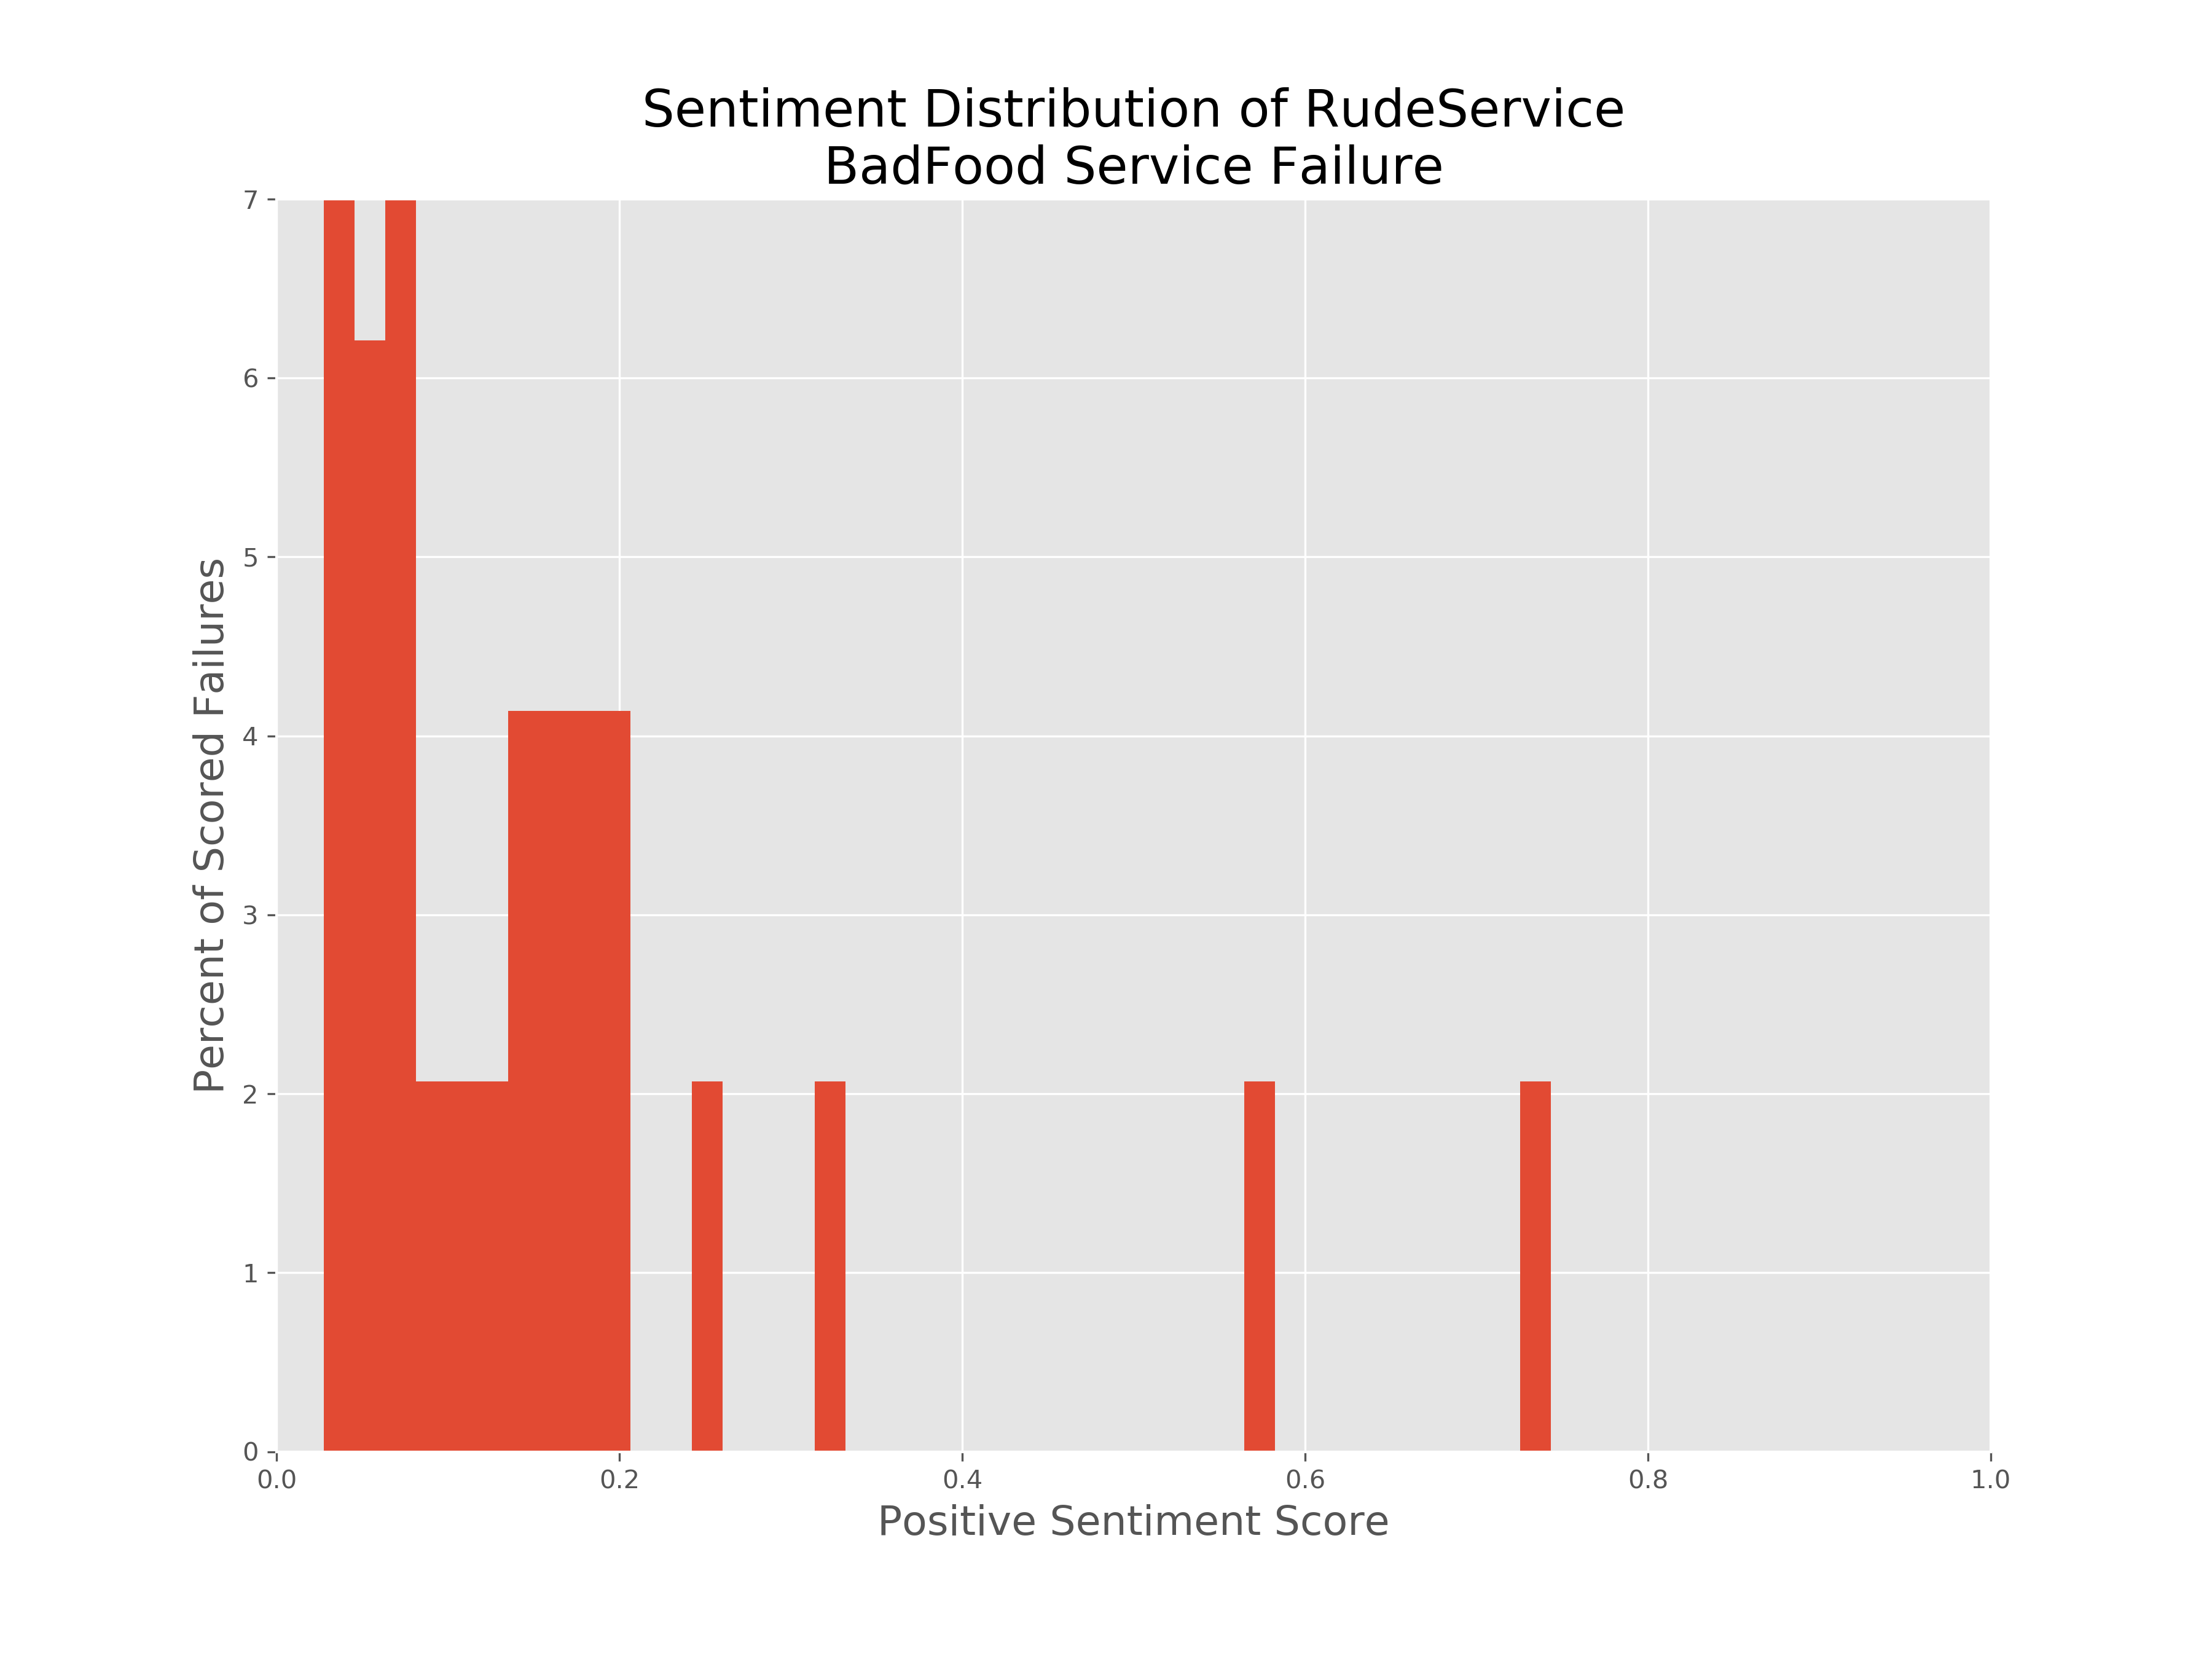 Sentiment Distribution of RudeService
BadFood Service Failure
7
6
5
4
3
2
1
0
Percent of Scored Failures
0.0 0.2 0.4 0.6 0.8 1.0
Positive Sentiment Score